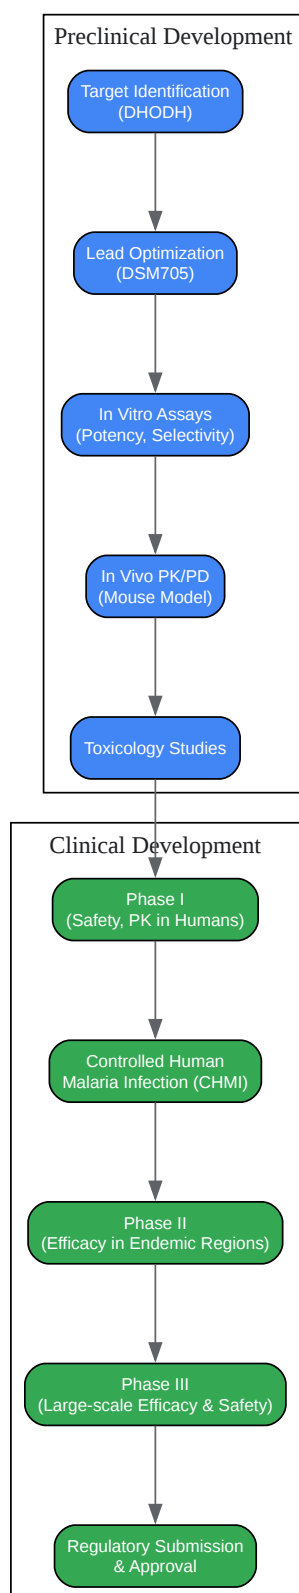 Preclinical Development
Target Identification
(DHODH)
Lead Optimization
(DSM705)
In Vitro Assays
(Potency, Selectivity)
In Vivo PK/PD
(Mouse Model)
Toxicology Studies
Clinical Development
Phase I
(Safety, PK in Humans)
Controlled Human
Malaria Infection (CHMI)
Phase II
(Efficacy in Endemic Regions)
Phase III
(Large-scale Efficacy & Safety)
Regulatory Submission
& Approval